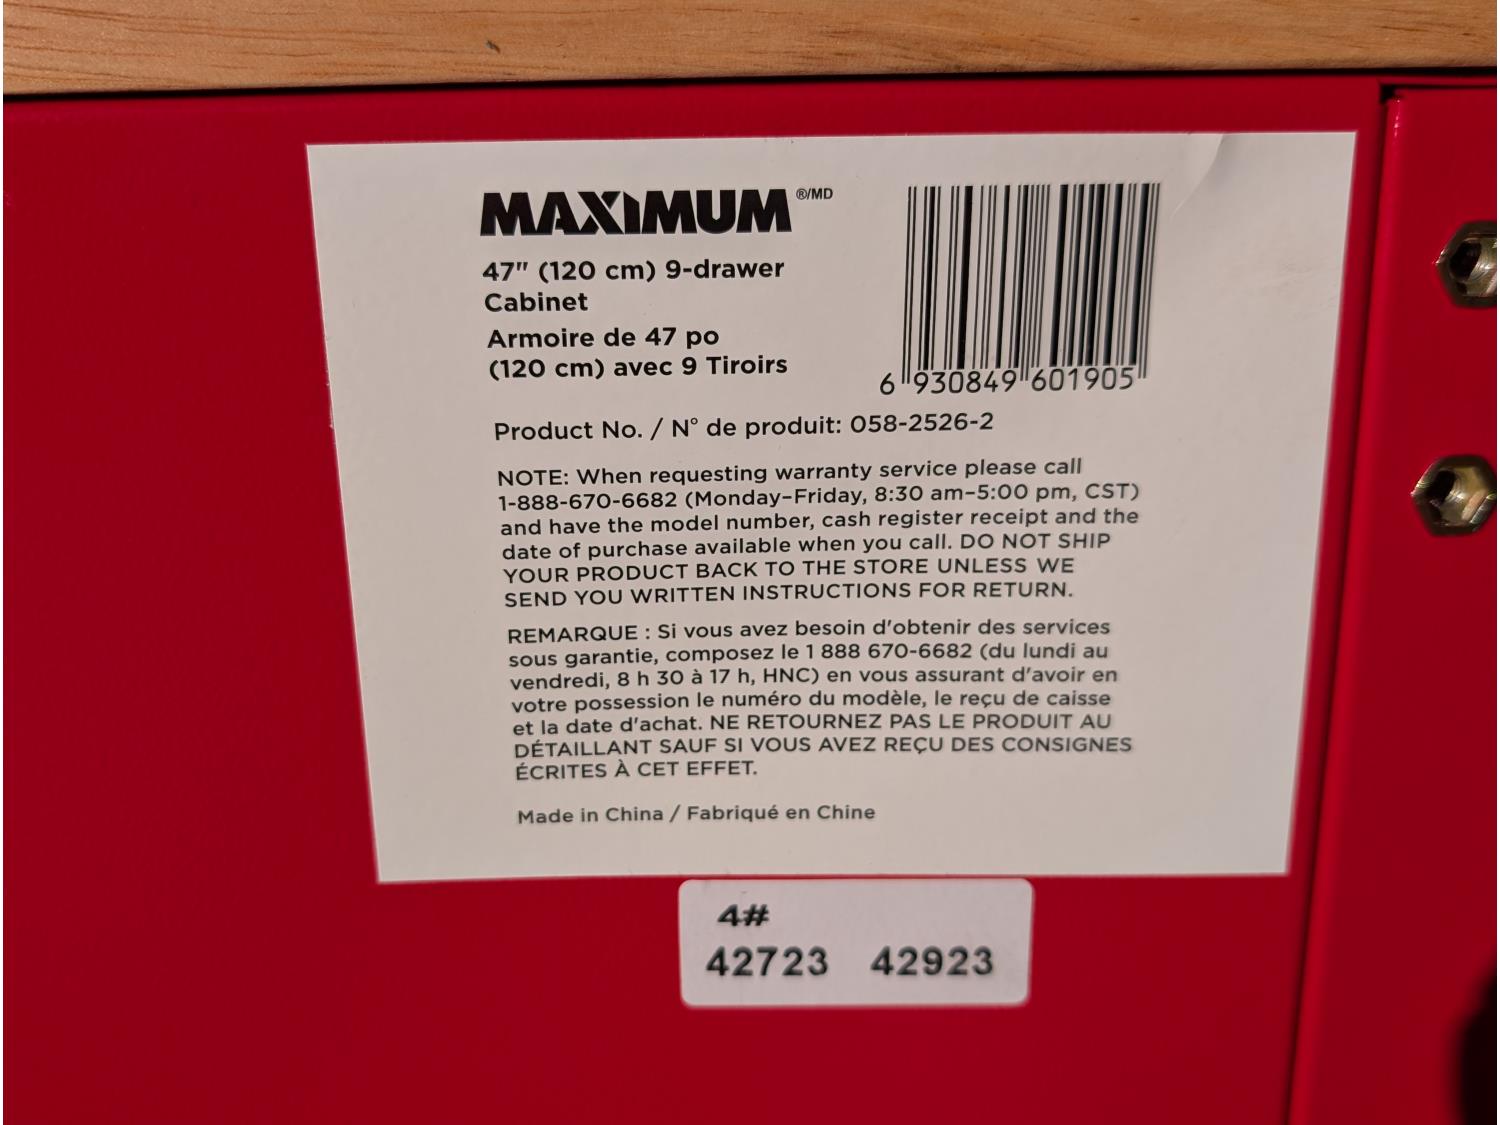 MAXIMUM ®/MD
47" (120 cm) 9-drawer
Cabinet
Armoire de 47 po
(120 cm) avec 9 Tiroirs
6 930849 601905
Product No. / N° de produit: 058-2526-2
NOTE: When requesting warranty service please call
1-888-670-6682 (Monday–Friday, 8:30 am–5:00 pm, CST)
and have the model number, cash register receipt and the
date of purchase available when you call. DO NOT SHIP
YOUR PRODUCT BACK TO THE STORE UNLESS WE
SEND YOU WRITTEN INSTRUCTIONS FOR RETURN.
REMARQUE : Si vous avez besoin d'obtenir des services
sous garantie, composez le 1 888 670-6682 (du lundi au
vendredi, 8 h 30 à 17 h, HNC) en vous assurant d'avoir en
votre possession le numéro du modèle, le reçu de caisse
et la date d'achat. NE RETOURNEZ PAS LE PRODUIT AU
DÉTAILLANT SAUF SI VOUS AVEZ REÇU DES CONSIGNES
ÉCRITES À CET EFFET.
Made in China / Fabriqué en Chine
4#
42723 42923